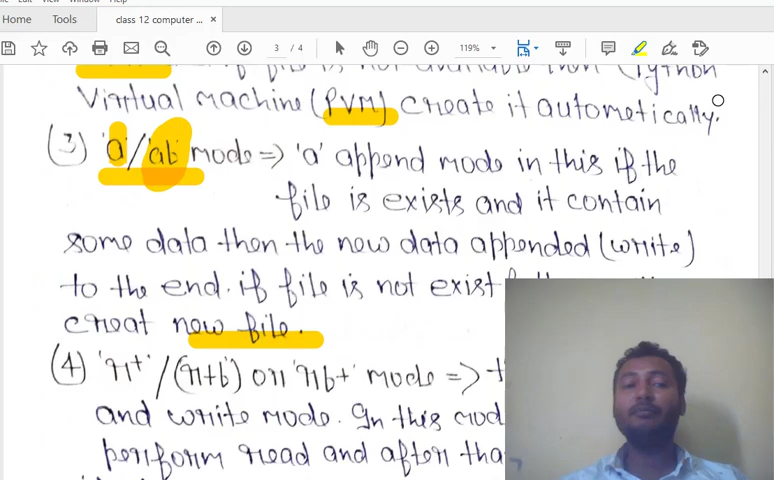 Home Tools class 12 computer ... ×
3 / 4 119%
Virtual machine (PVM) create it autometically.
(3) 'a'/'ab' mode => 'a' append mode in this if the
file is exists and it contain
some data then the new data appended (write)
to the end. if file is not exist
creat new file.
(4) 'r+' / (r+b) or 'rb+' mode =>
and write mode. In this mod
perform read and after tha